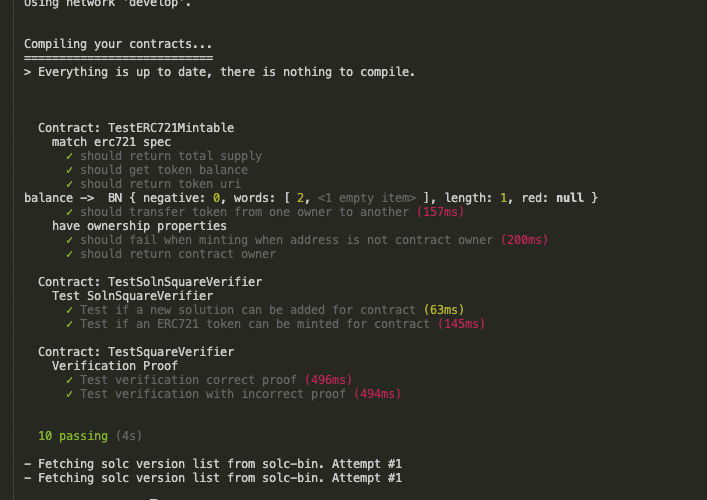 Using network 'develop'.
Compiling your contracts...
===========================
> Everything is up to date, there is nothing to compile.
Contract: TestERC721Mintable
match erc721 spec
✓ should return total supply
✓ should get token balance
✓ should return token uri
balance —> BN { negative: 0, words: [ 2, <1 empty item> ], length: 1, red: null }
✓ should transfer token from one owner to another (157ms)
have ownership properties
✓ should fail when minting when address is not contract owner (200ms)
✓ should return contract owner
Contract: TestSolnSquareVerifier
Test SolnSquareVerifier
✓ Test if a new solution can be added for contract (63ms)
✓ Test if an ERC721 token can be minted for contract (145ms)
Contract: TestSquareVerifier
Verification Proof
✓ Test verification correct proof (496ms)
✓ Test verification with incorrect proof (494ms)
10 passing (4s)
- Fetching solc version list from solc-bin. Attempt #1
- Fetching solc version list from solc-bin. Attempt #1